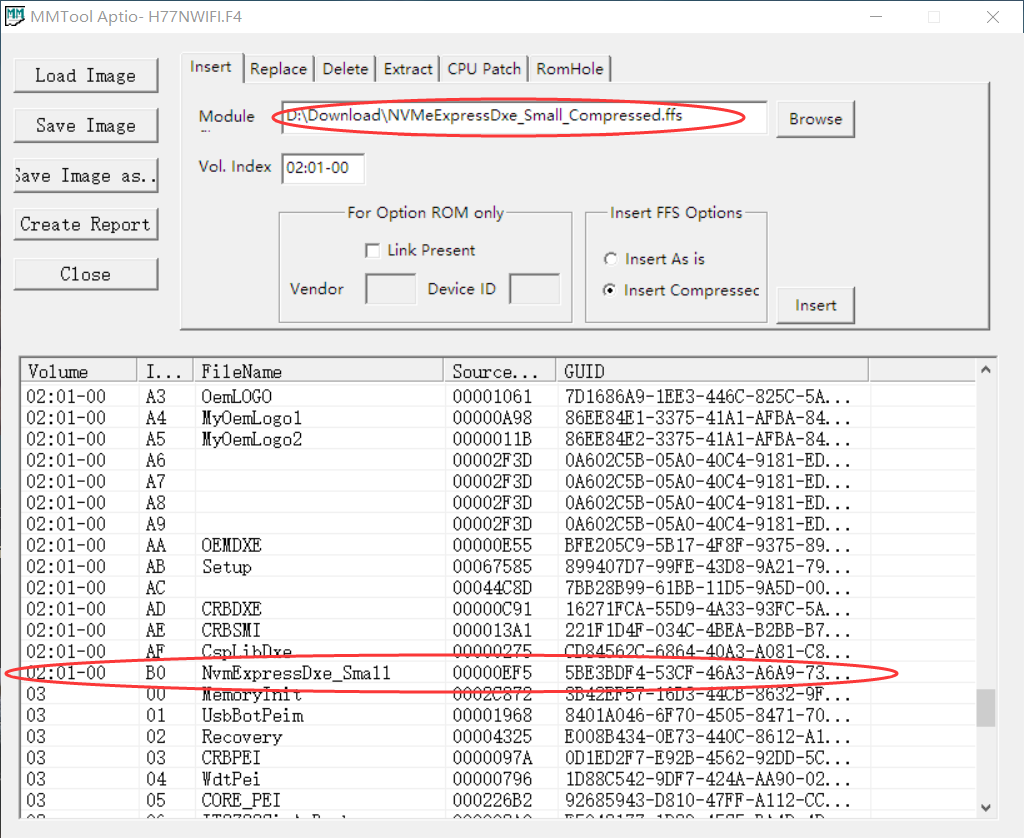 MMTool Aptio- H77NWIFI.F4
Load Image
Save Image
Save Image as..
Create Report
Close
Insert Replace Delete Extract CPU Patch RomHole
Module D:\Download\NVMeExpressDxe_Small_Compressed.ffs Browse
Vol. Index 02:01-00
For Option ROM only
Link Present
Vendor Device ID
Insert FFS Options
Insert As is
Insert Compressec
Insert
Volume I... FileName Source... GUID
02:01-00 A3 OemLOGO 00001061 7D1686A9-1EE3-446C-825C-5A...
02:01-00 A4 MyOemLogo1 00000A98 86EE84E1-3375-41A1-AFBA-84...
02:01-00 A5 MyOemLogo2 0000011B 86EE84E2-3375-41A1-AFBA-84...
02:01-00 A6 00002F3D 0A602C5B-05A0-40C4-9181-ED...
02:01-00 A7 00002F3D 0A602C5B-05A0-40C4-9181-ED...
02:01-00 A8 00002F3D 0A602C5B-05A0-40C4-9181-ED...
02:01-00 A9 00002F3D 0A602C5B-05A0-40C4-9181-ED...
02:01-00 AA OEMDXE 00000E55 BFE205C9-5B17-4F8F-9375-89...
02:01-00 AB Setup 00067585 899407D7-99FE-43D8-9A21-79...
02:01-00 AC 00044C8D 7BB28B99-61BB-11D5-9A5D-00...
02:01-00 AD CRBDXE 00000C91 16271FCA-55D9-4A33-93FC-5A...
02:01-00 AE CRBSMI 000013A1 221F1D4F-034C-4BEA-B2BB-B7...
02:01-00 AF CspLibDxe 00000275 CD84562C-6864-40A3-A081-C8...
02:01-00 B0 NvmExpressDxe_Small 00000EF5 5BE3BDF4-53CF-46A3-A6A9-73...
03 00 MemoryInit 0002C872 3B42EF57-16D3-44CB-8632-9F...
03 01 UsbBotPeim 00001968 8401A046-6F70-4505-8471-70...
03 02 Recovery 00004325 E008B434-0E73-440C-8612-A1...
03 03 CRBPEI 0000097A 0D1ED2F7-E92B-4562-92DD-5C...
03 04 WdtPei 00000796 1D88C542-9DF7-424A-AA90-02...
03 05 CORE_PEI 000226B2 92685943-D810-47FF-A112-CC...